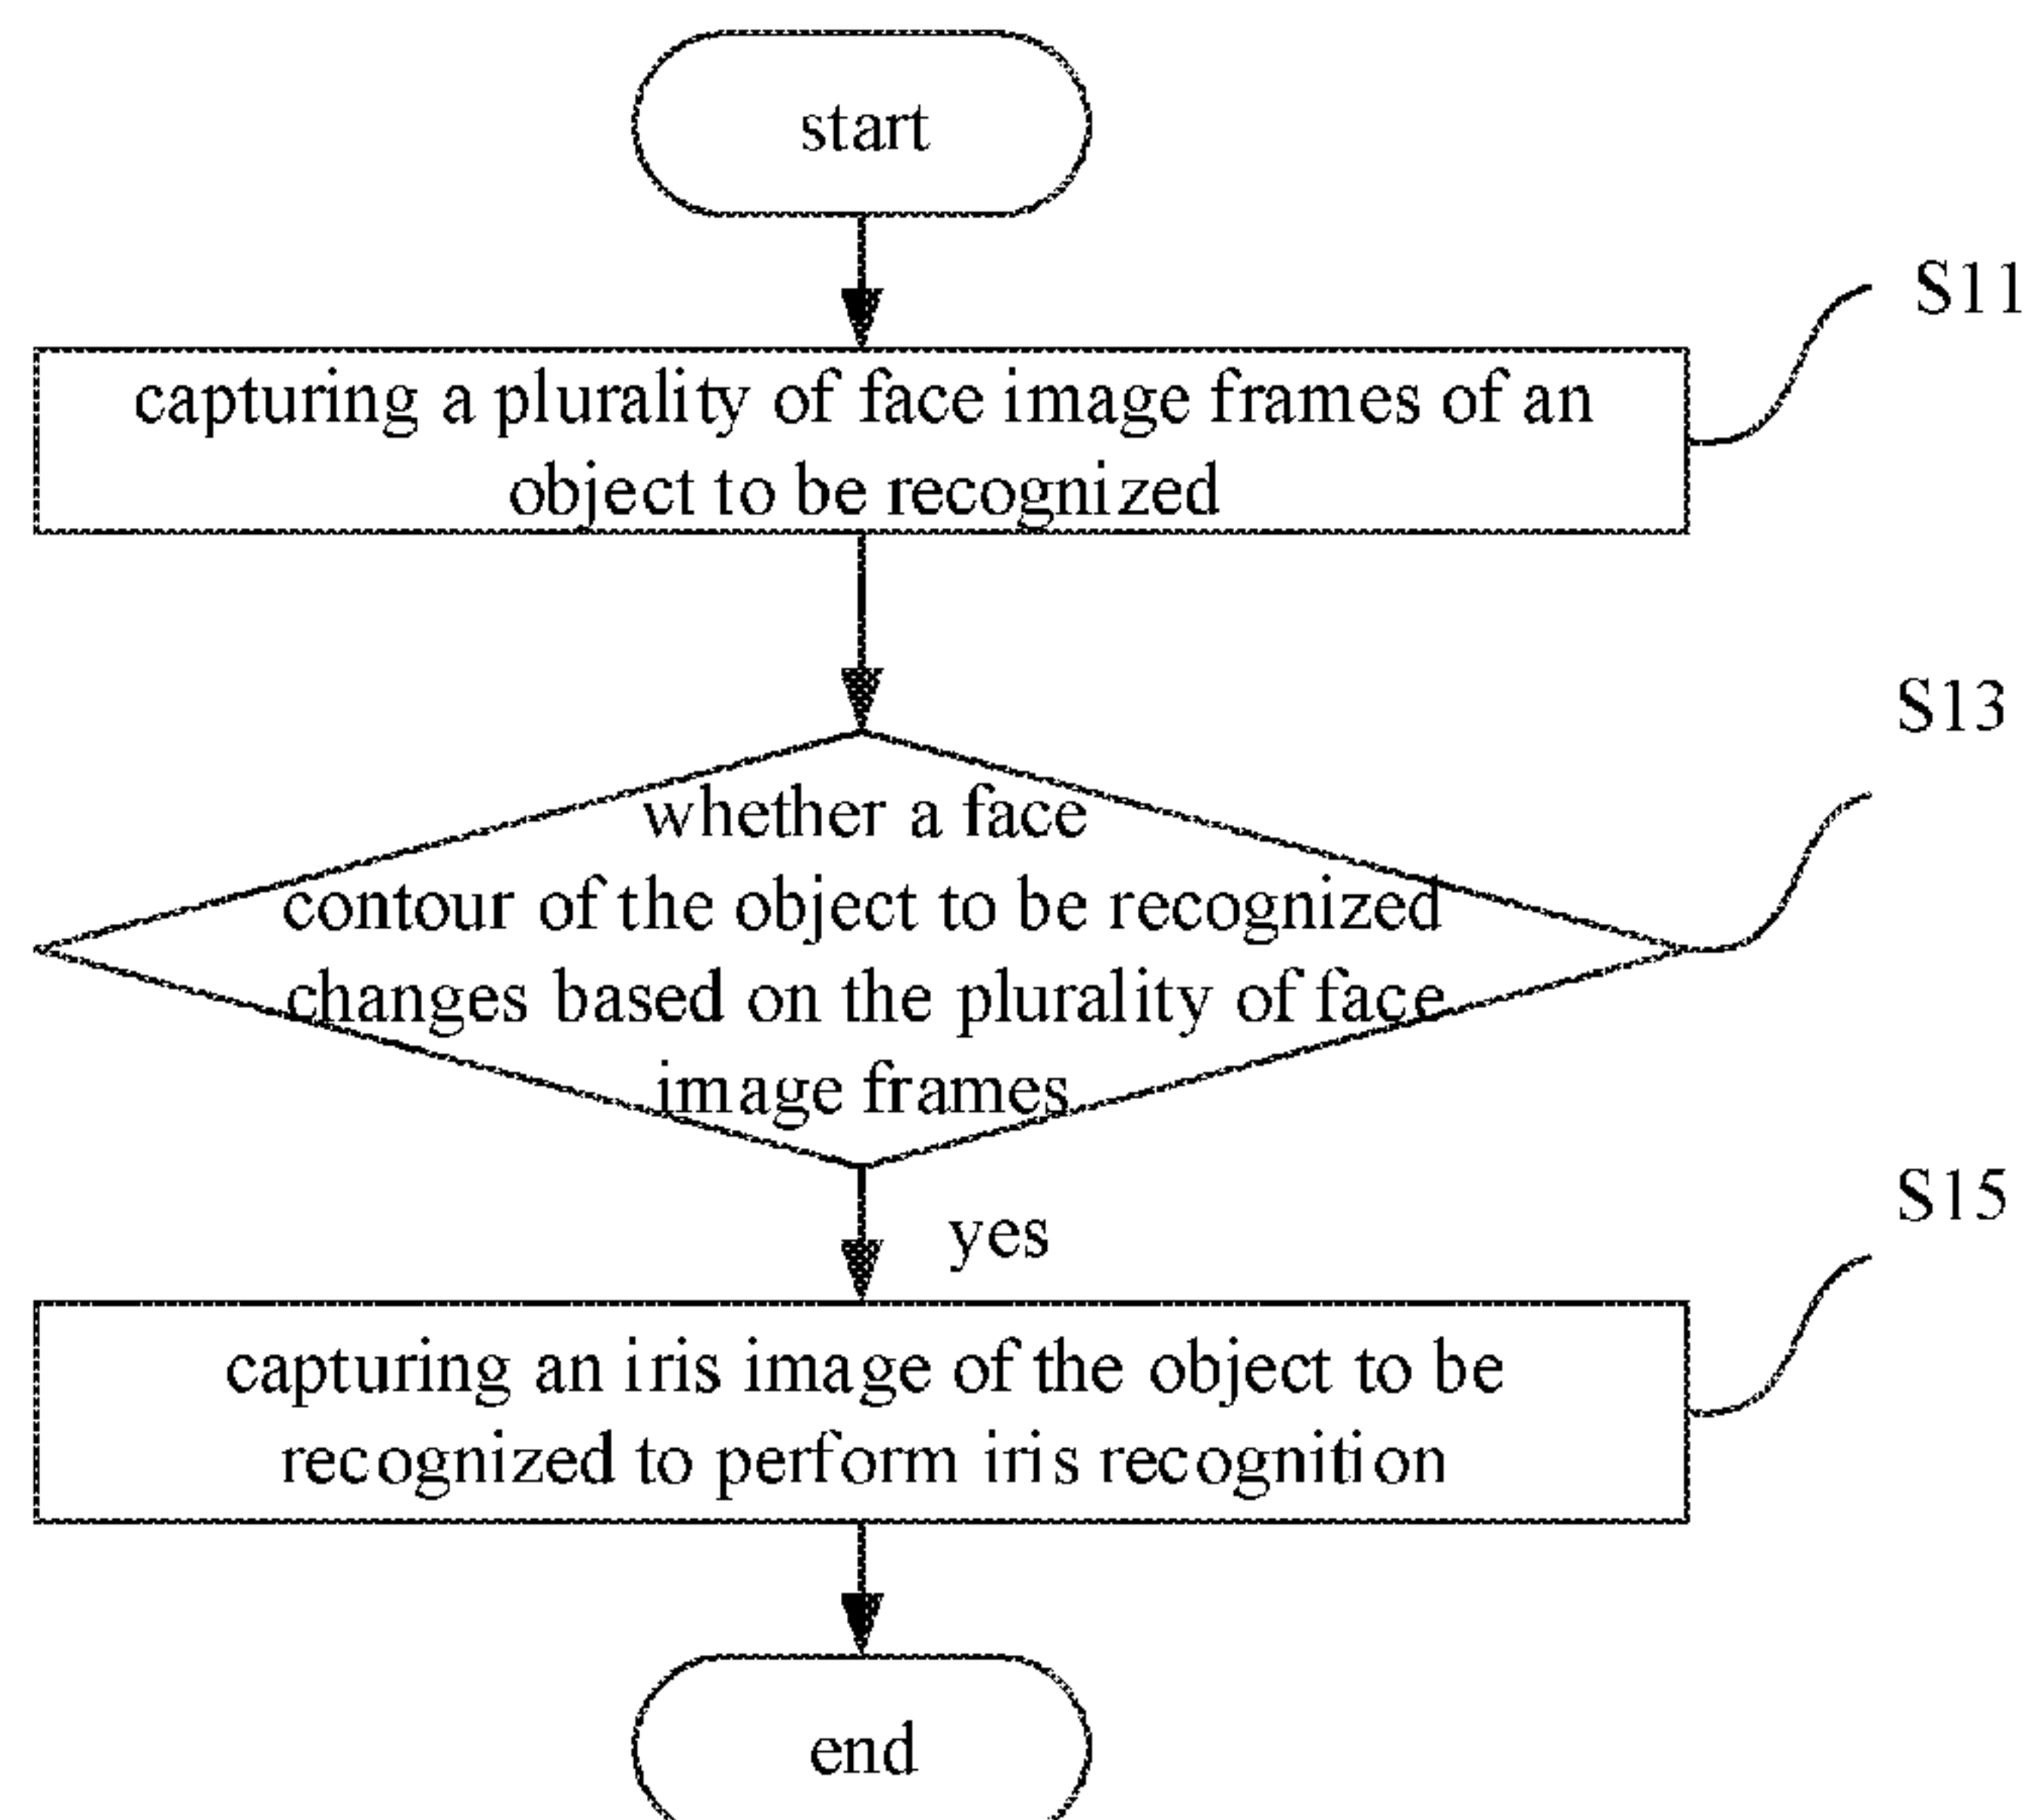 start
S11
capturing a plurality of face image frames of an
object to be recognized
S13
whether a face
contour of the object to be recognized
changes based on the plurality of face
image frames
yes
S15
capturing an iris image of the object to be
recognized to perform iris recognition
end